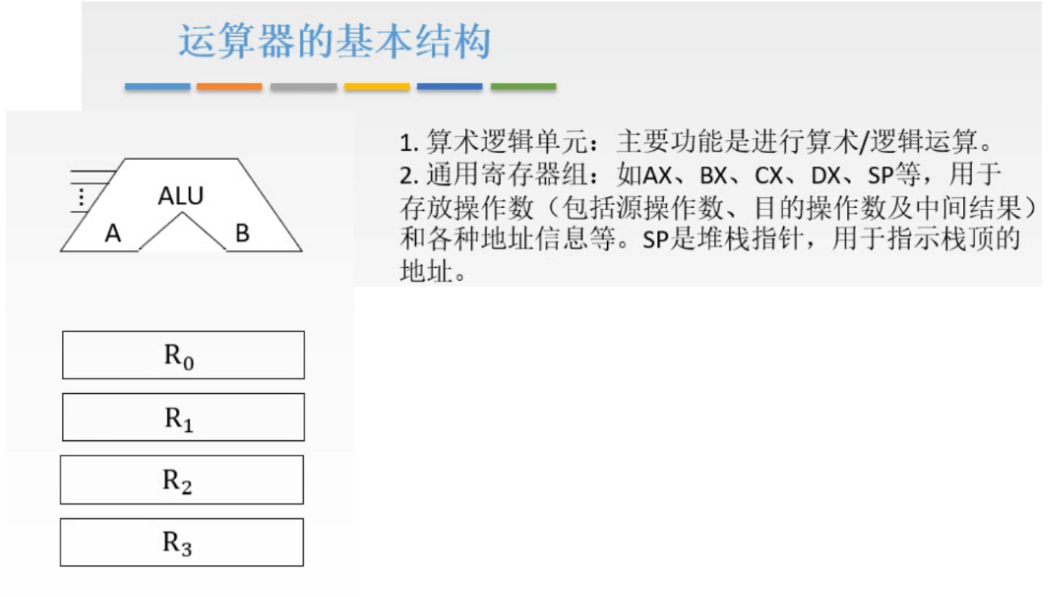 运算器的基本结构
1. 算术逻辑单元：主要功能是进行算术/逻辑运算。
2. 通用寄存器组：如AX、BX、CX、DX、SP等，用于
存放操作数（包括源操作数、目的操作数及中间结果）
和各种地址信息等。SP是堆栈指针，用于指示栈顶的
地址。
ALU
A B
R₀
R₁
R₂
R₃